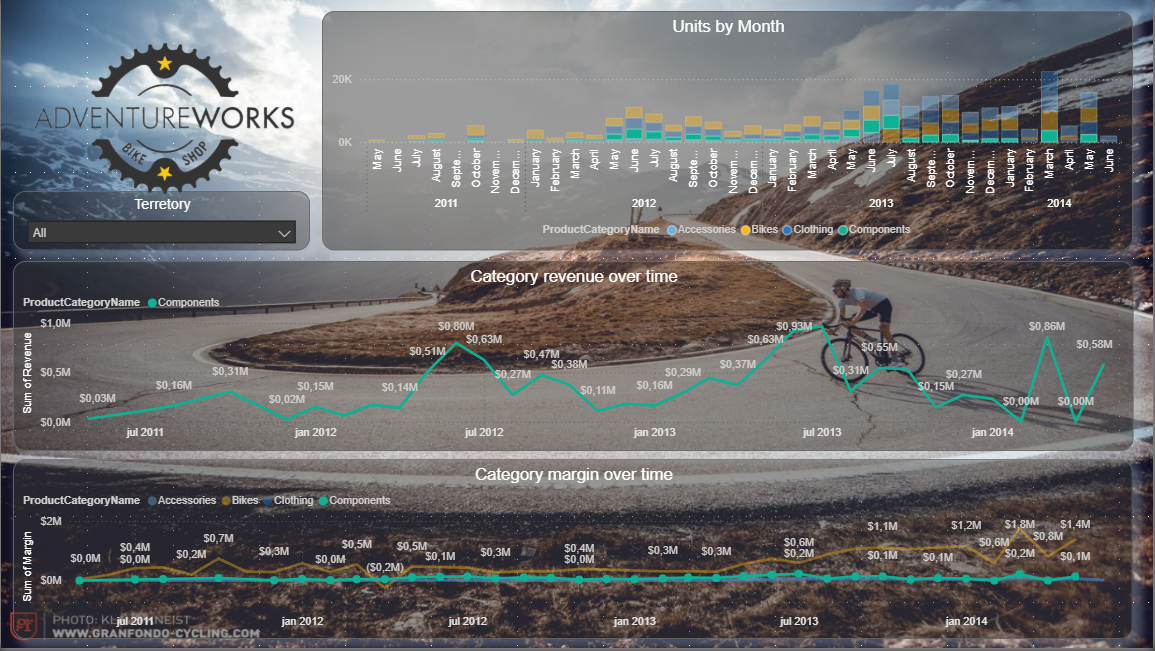 ADVENTUREWORKS
BIKE SHOP
Terretory
All
Units by Month
20K
0K
May June July August Septe... October Novem... Decem... January February March April May June July August Septe... October Novem... Decem... January February March April May June July August Septe... October Novem... Decem... January February March April May June
2011 2012 2013 2014
ProductCategoryName Accessories Bikes Clothing Components
Category revenue over time
ProductCategoryName Components
Sum of Revenue
$1,0M
$0,5M
$0,0M
$0,03M $0,16M $0,31M $0,02M $0,15M $0,14M $0,51M $0,80M $0,63M $0,27M $0,47M $0,38M $0,11M $0,16M $0,29M $0,37M $0,63M $0,93M $0,31M $0,55M $0,15M $0,27M $0,00M $0,86M $0,00M $0,58M
jul 2011 jan 2012 jul 2012 jan 2013 jul 2013 jan 2014
Category margin over time
ProductCategoryName Accessories Bikes Clothing Components
Sum of Margin
$2M
$0M
$0,0M $0,4M $0,0M $0,2M $0,7M $0,3M $0,0M $0,5M ($0,2M) $0,5M $0,1M $0,3M $0,4M $0,0M $0,3M $0,3M $0,6M $0,2M $1,1M $0,1M $0,1M $1,2M $0,6M $1,8M $0,2M $0,8M $1,4M $0,1M
jul 2011 jan 2012 jul 2012 jan 2013 jul 2013 jan 2014
PHOTO:
WWW.GRANFONDO-CYCLING.COM